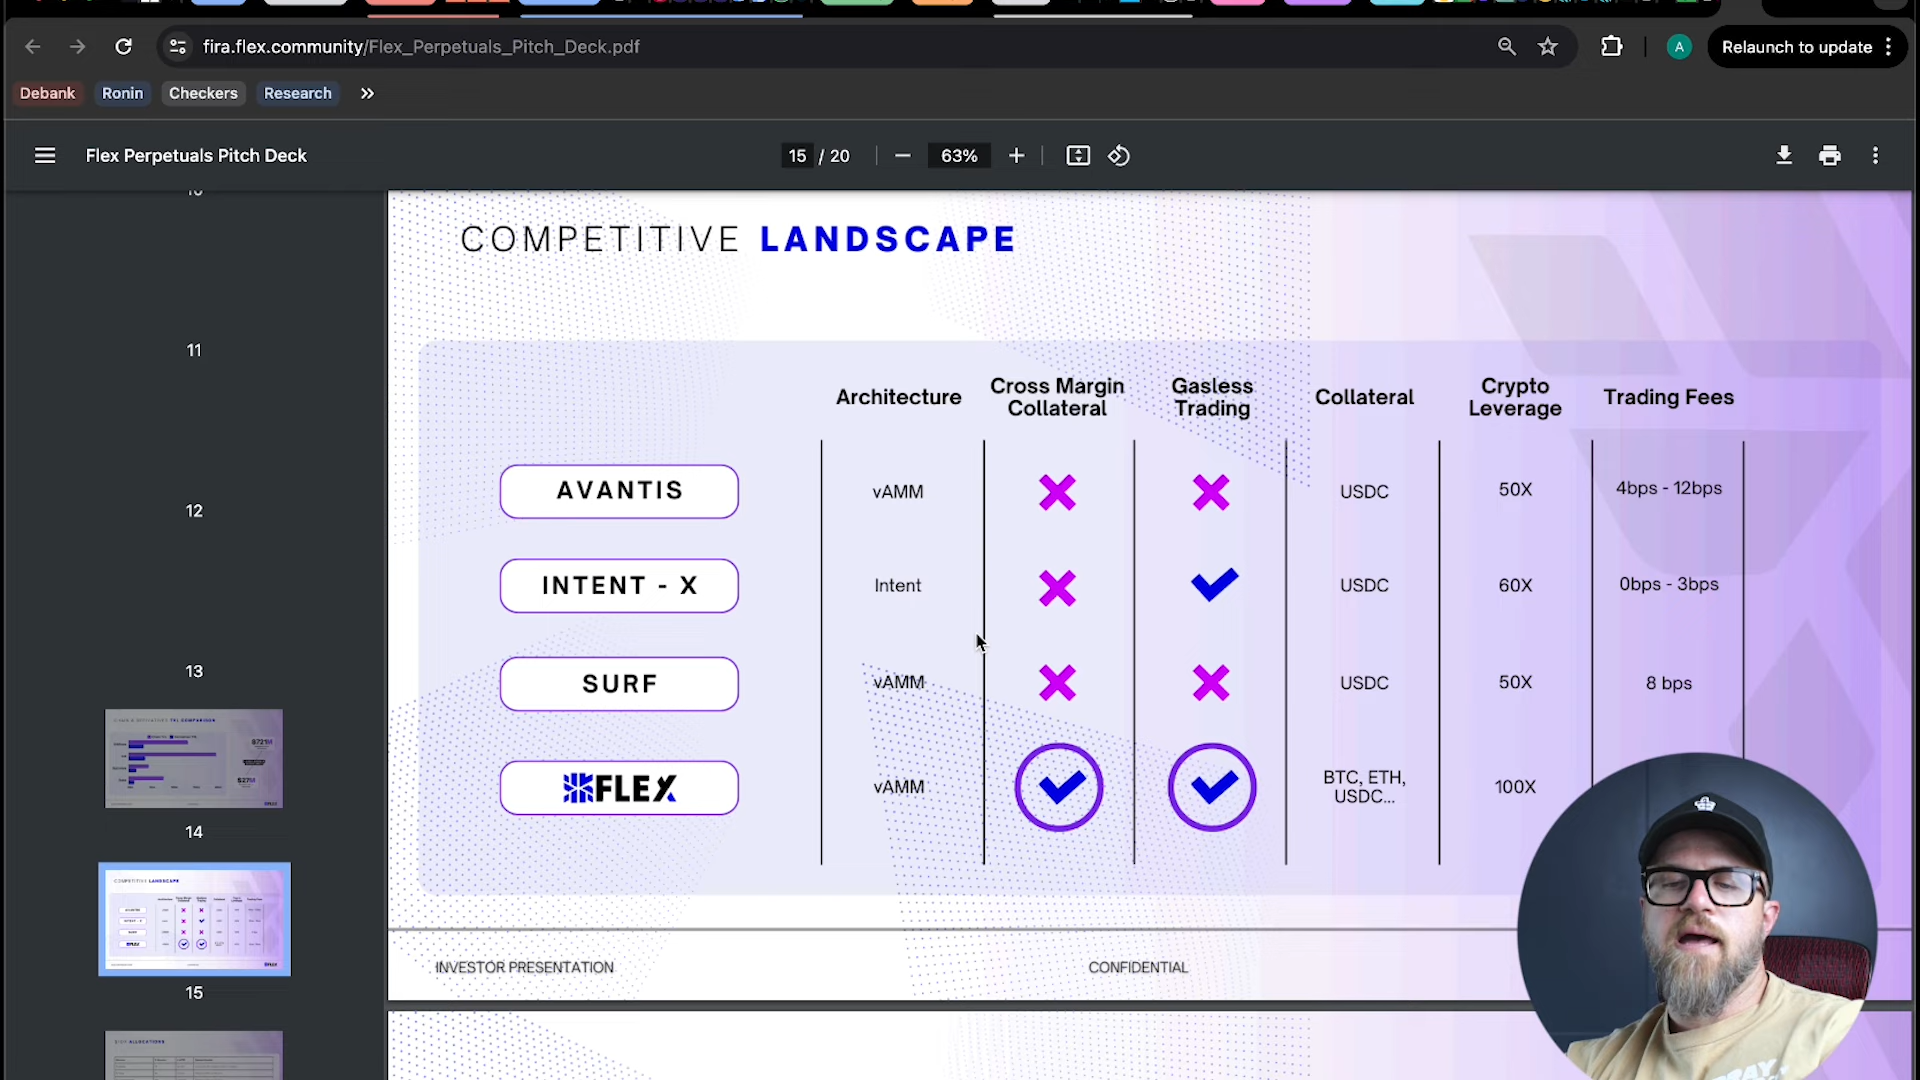 fira.flex.community/Flex_Perpetuals_Pitch_Deck.pdf
A
Relaunch to update
Debank
Ronin
Checkers
Research
Flex Perpetuals Pitch Deck
15 / 20
63%
11
12
13
14
COMPETITIVE LANDSCAPE
15
COMPETITIVE LANDSCAPE
Architecture
Cross Margin
Collateral
Gasless
Trading
Collateral
Crypto
Leverage
Trading Fees
AVANTIS
vAMM
USDC
50X
4bps - 12bps
INTENT - X
Intent
USDC
60X
0bps - 3bps
SURF
vAMM
USDC
50X
8 bps
FLEX
vAMM
BTC, ETH,
USDC...
100X
INVESTOR PRESENTATION
CONFIDENTIAL